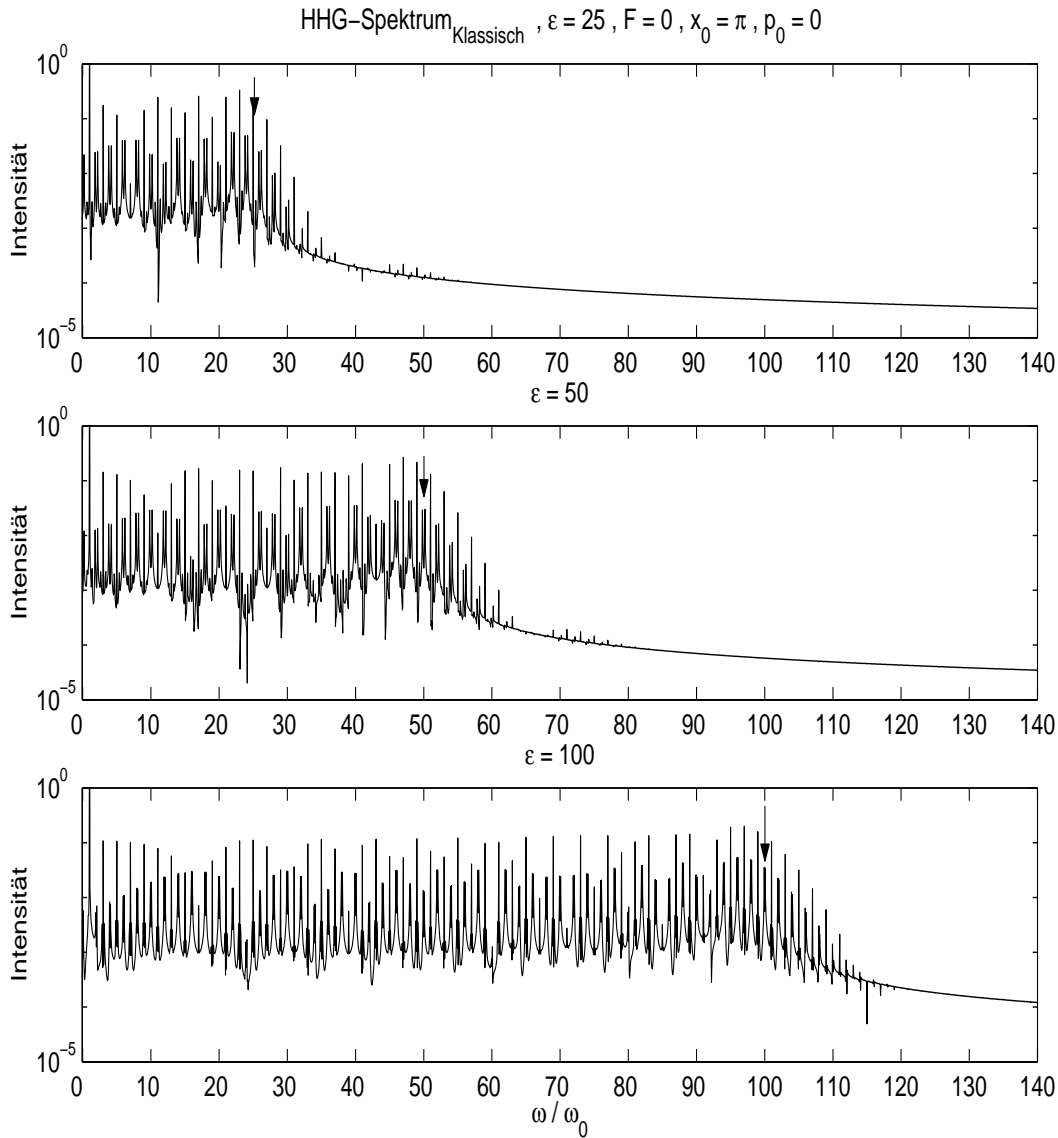 HHG−Spektrum_Klassisch , ε = 25 , F = 0 , x_0 = π , p_0 = 0
10^0
Intensität
10^−5
0 10 20 30 40 50 60 70 80 90 100 110 120 130 140
ε = 50
10^0
Intensität
10^−5
0 10 20 30 40 50 60 70 80 90 100 110 120 130 140
ε = 100
10^0
Intensität
10^−5
0 10 20 30 40 50 60 70 80 90 100 110 120 130 140
ω / ω_0